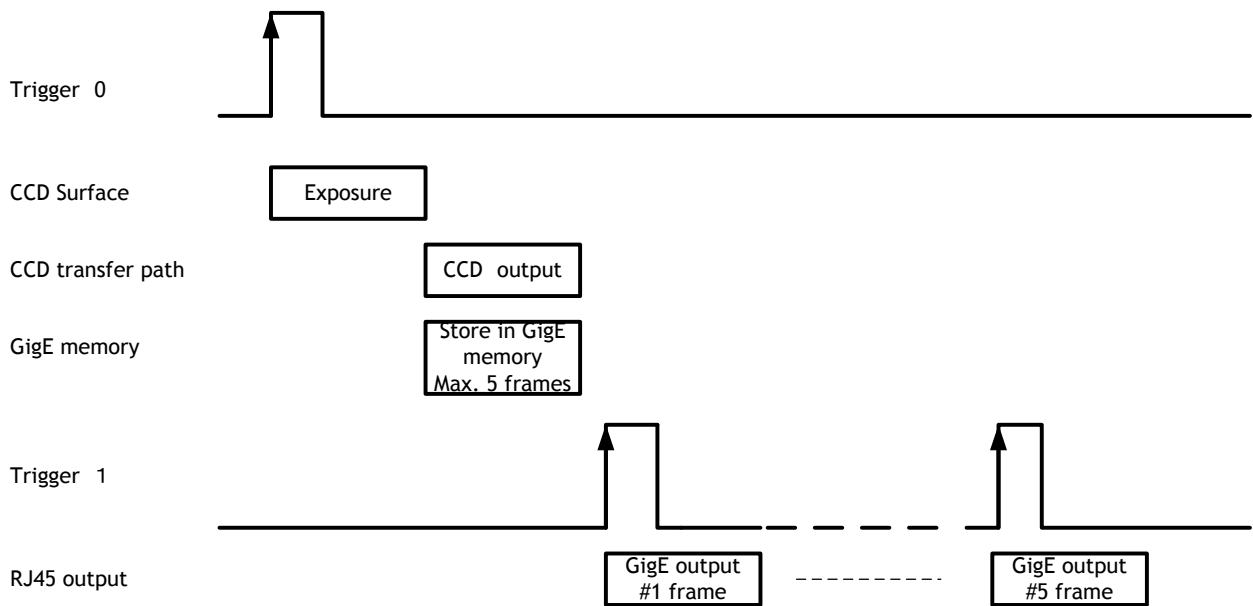 Trigger 0
CCD Surface
Exposure
CCD transfer path
CCD output
GigE memory
Store in GigE
memory
Max. 5 frames
Trigger 1
RJ45 output
GigE output
#1 frame
GigE output
#5 frame